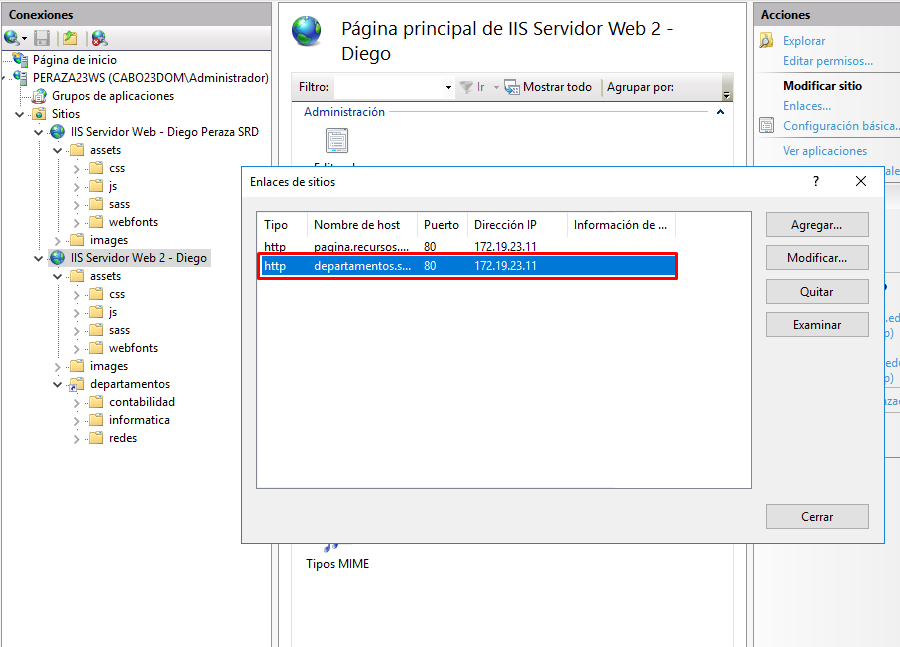 Conexiones
Página de inicio
PERAZA23WS (CABO23DOM\Administrador)
Grupos de aplicaciones
Sitios
IIS Servidor Web - Diego Peraza SRD
assets
css
js
sass
webfonts
images
IIS Servidor Web 2 - Diego
assets
css
js
sass
webfonts
images
departamentos
contabilidad
informatica
redes
Página principal de IIS Servidor Web 2 -
Diego
Filtro: Ir Mostrar todo Agrupar por:
Administración
Enlaces de sitios ?
Tipo Nombre de host Puerto Dirección IP Información de ...
http pagina.recursos.... 80 172.19.23.11
http departamentos.s... 80 172.19.23.11
Agregar...
Modificar...
Quitar
Examinar
Cerrar
Tipos MIME
Acciones
Explorar
Editar permisos...
Modificar sitio
Enlaces...
Configuración básica..
Ver aplicaciones